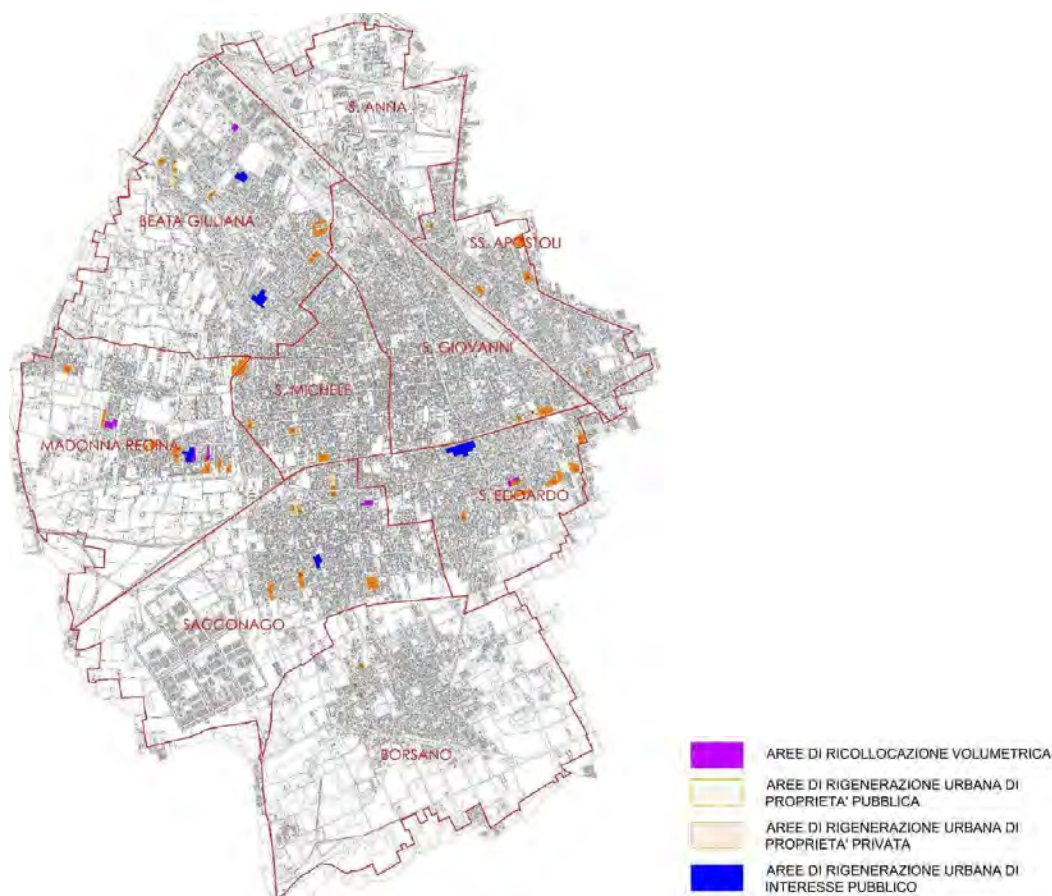 S. ANNA
BEATA GIULIANA
SS. APOSTOLI
S. GIOVANNI
S. MICHELE
MADONNA REGINA
S. EDOARDO
SACCONAGO
BORSANO
AREE DI RICOLLOCAZIONE VOLUMETRICA
AREE DI RIGENERAZIONE URBANA DI
PROPRIETA' PUBBLICA
AREE DI RIGENERAZIONE URBANA DI
PROPRIETA' PRIVATA
AREE DI RIGENERAZIONE URBANA DI
INTERESSE PUBBLICO